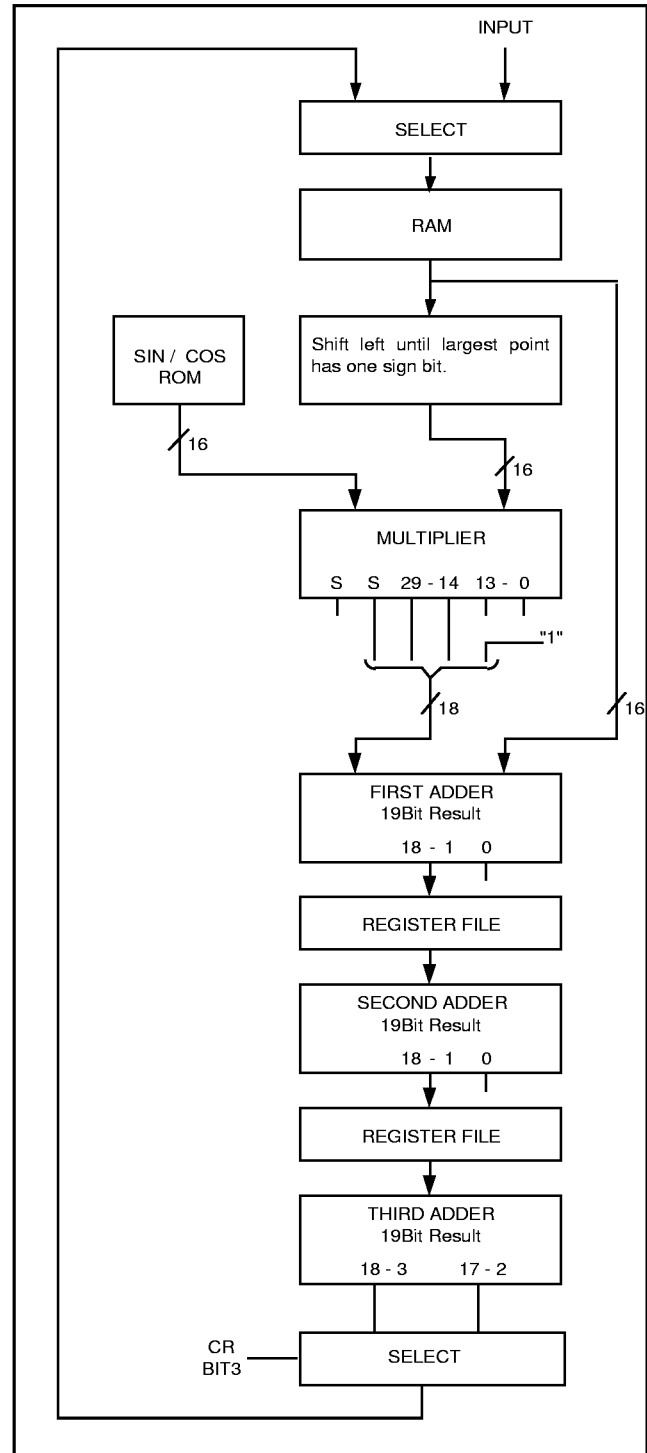 INPUT
SELECT
RAM
SIN / COS
ROM
Shift left until largest point
has one sign bit.
16
16
MULTIPLIER
S S 29 - 14 13 - 0
"1"
18
16
FIRST ADDER
19Bit Result
18 - 1 0
REGISTER FILE
SECOND ADDER
19Bit Result
18 - 1 0
REGISTER FILE
THIRD ADDER
19Bit Result
18 - 3 17 - 2
CR
BIT3
SELECT